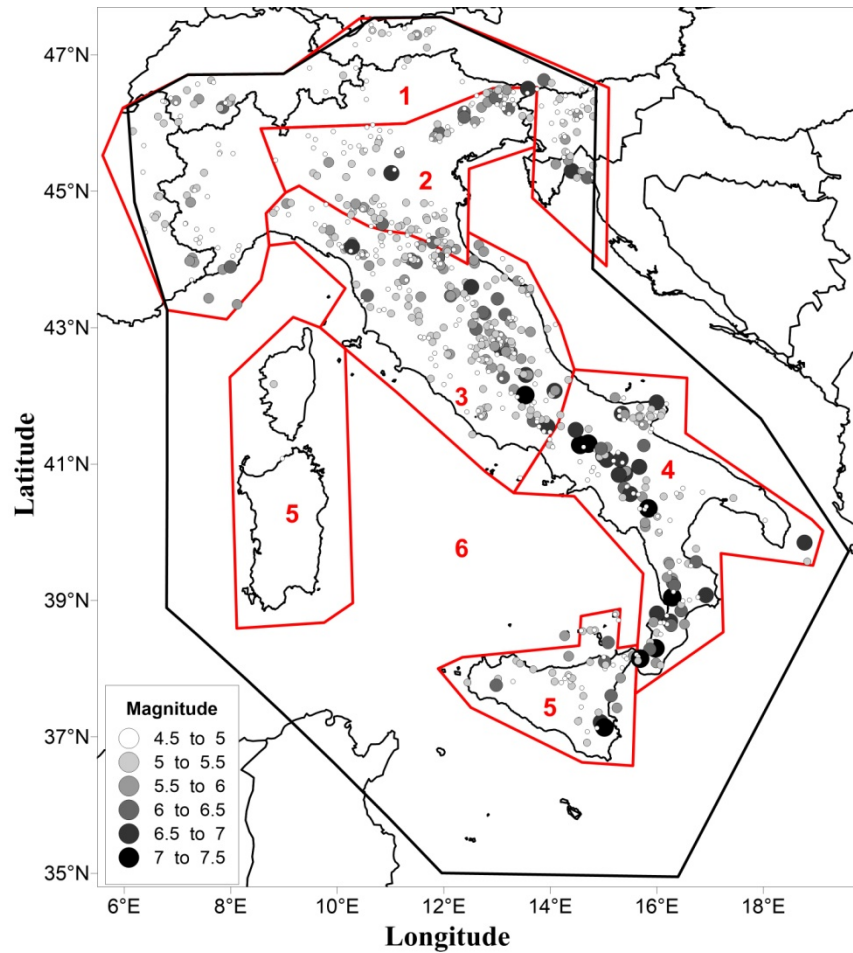 47°N
45°N
43°N
41°N
39°N
37°N
35°N
Latitude
1
2
3
4
5
6
5
Magnitude
4.5 to 5
5 to 5.5
5.5 to 6
6 to 6.5
6.5 to 7
7 to 7.5
6°E
8°E
10°E
12°E
14°E
16°E
18°E
Longitude